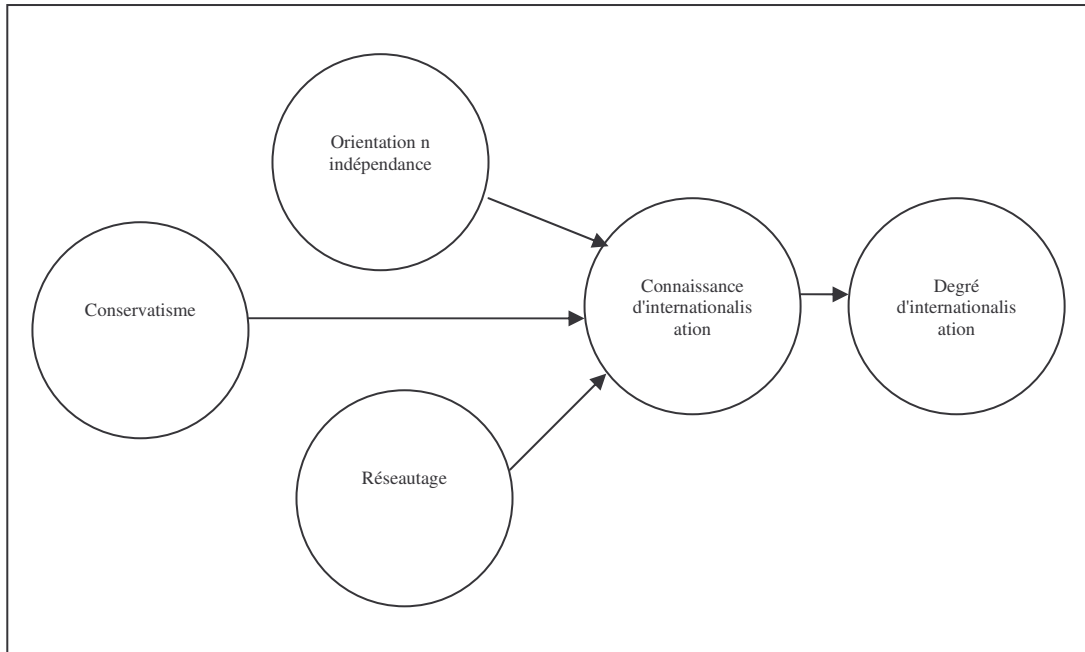 Orientation n
indépendance
Conservatisme
Connaissance
d'internationalis
ation
Degré
d'internationalis
ation
Réseautage